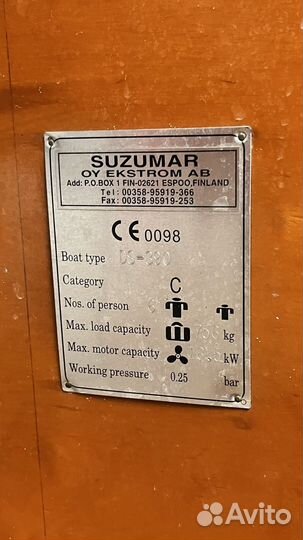 SUZUMAR
OY EKSTROM AB
Add: P.O.BOX 1 FIN-02621 ESPOO,FINLAND
Tel: 00358-95919-366
Fax: 00358-95919-253
CE 0098
Boat type DS-390
Category C
Nos. of person
Max. load capacity kg
Max. motor capacity kW
Working pressure 0.25 bar
Avito